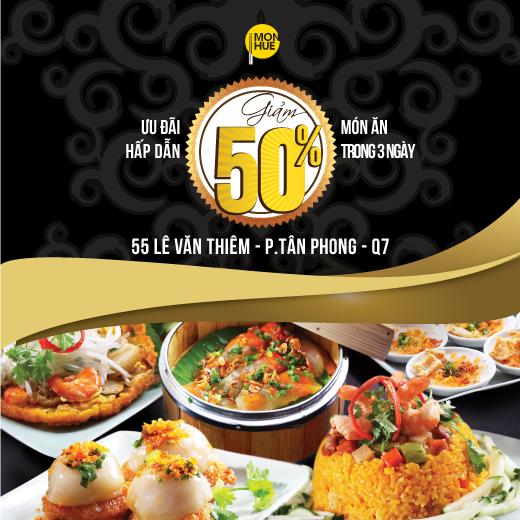 MON
HUE
ƯU ĐÃI
HẤP DẪN
Giảm
50%
MÓN ĂN
TRONG 3 NGÀY
55 LÊ VĂN THIÊM - P.TÂN PHONG - Q7